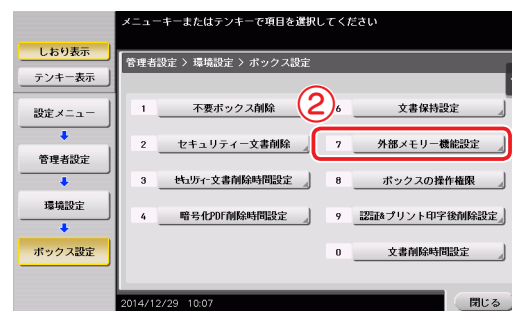 メニューキーまたはテンキーで項目を選択してください
しおり表示
テンキー表示
設定メニュー
管理者設定
環境設定
ボックス設定
管理者設定 > 環境設定 > ボックス設定
②
1 不要ボックス削除
6 文書保持設定
2 セキュリティー文書削除
7 外部メモリー機能設定
3 ｾｷｭﾘﾃｨｰ文書削除時間設定
8 ボックスの操作権限
4 暗号化PDF削除時間設定
9 認証&プリント印字後削除設定
0 文書削除時間設定
2014/12/29 10:07
閉じる